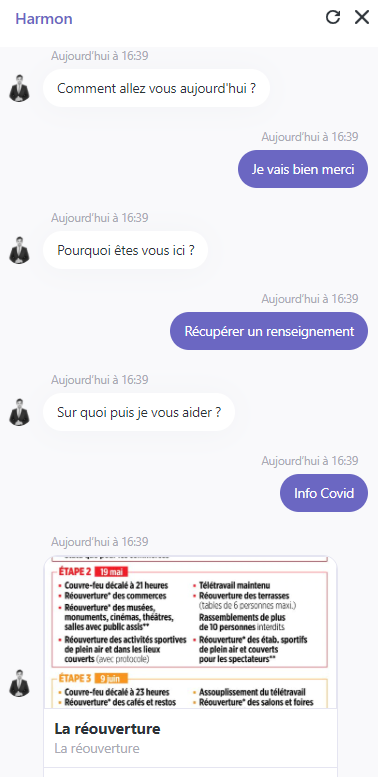 Harmon
Aujourd'hui à 16:39
Comment allez vous aujourd'hui ?
Aujourd'hui à 16:39
Je vais bien merci
Aujourd'hui à 16:39
Pourquoi êtes vous ici ?
Aujourd'hui à 16:39
Récupérer un renseignement
Aujourd'hui à 16:39
Sur quoi puis je vous aider ?
Aujourd'hui à 16:39
Info Covid
Aujourd'hui à 16:39
ÉTAPE 2 19 mai
• Couvre-feu décalé à 21 heures
• Réouverture* des commerces
• Réouverture* des musées,
monuments, cinémas, théâtres,
salles avec public assis**
• Réouverture des activités sportives
de plein air et dans les lieux
couverts (avec protocole)
• Télétravail maintenu
• Réouverture des terrasses
(tables de 6 personnes maxi.)
Rassemblements de plus
de 10 personnes interdits
• Réouverture* des étab. sportifs
de plein air et couverts
pour les spectateurs**
ÉTAPE 3 9 juin
• Couvre-feu décalé à 23 heures
• Réouverture* des cafés et restos
• Assouplissement du télétravail
• Réouverture* des salons et foires
La réouverture
La réouverture